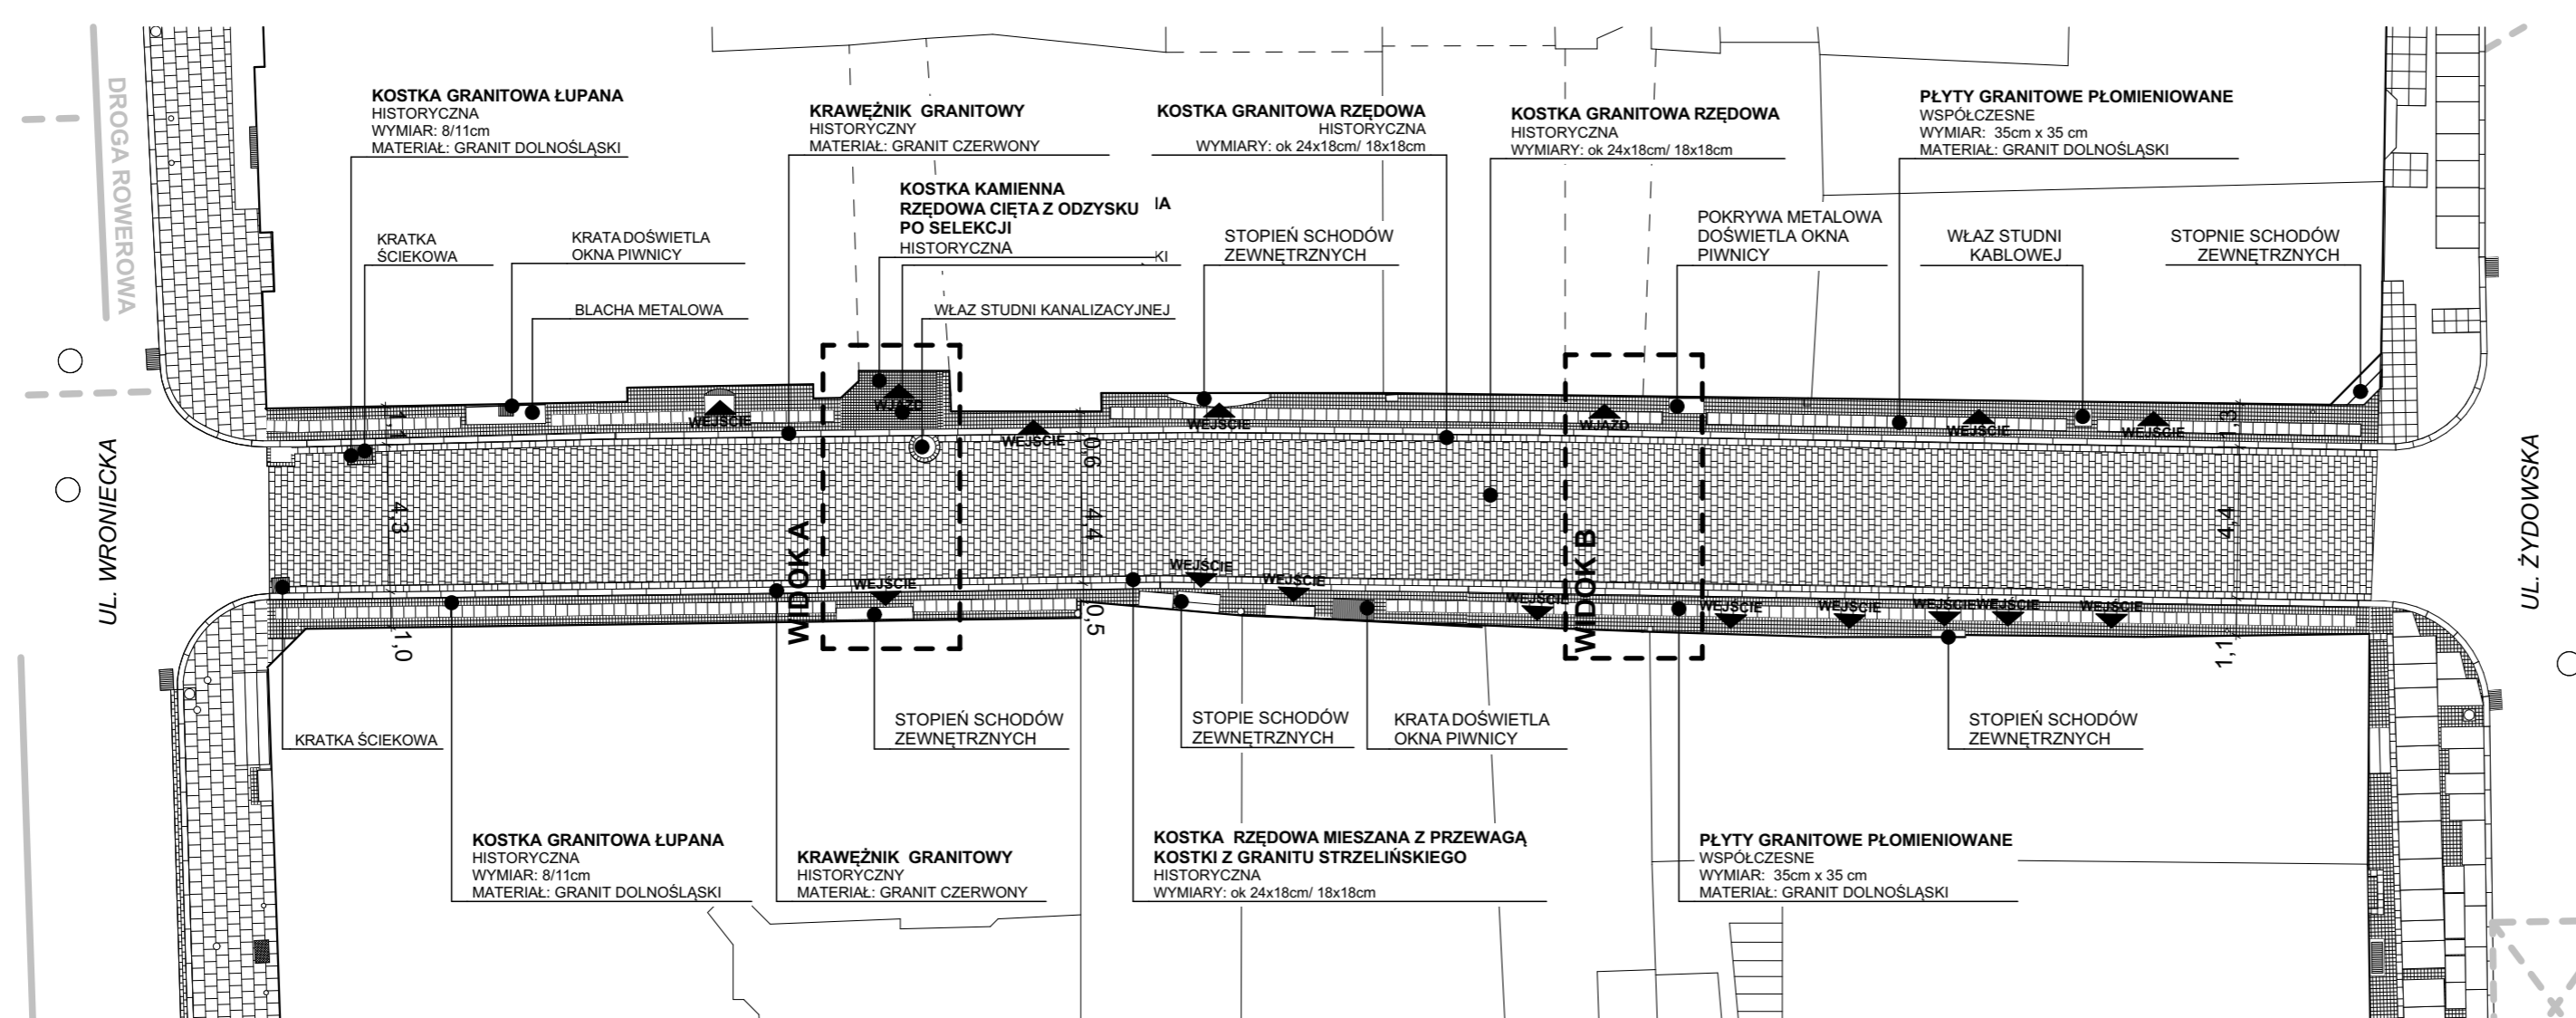 DROGA ROWEROWA
KOSTKA GRANITOWA ŁUPANA
HISTORYCZNA
WYMIAR: 8/11cm
MATERIAŁ: GRANIT DOLNOŚLĄSKI
KRAWĘŻNIK GRANITOWY
HISTORYCZNY
MATERIAŁ: GRANIT CZERWONY
KOSTKA GRANITOWA RZĘDOWA
HISTORYCZNA
WYMIARY: ok 24x18cm/ 18x18cm
KOSTKA GRANITOWA RZĘDOWA
HISTORYCZNA
WYMIARY: ok 24x18cm/ 18x18cm
PŁYTY GRANITOWE PŁOMIENIOWANE
WSPÓŁCZESNE
WYMIAR: 35cm x 35 cm
MATERIAŁ: GRANIT DOLNOŚLĄSKI
KOSTKA KAMIENNA
RZĘDOWA CIĘTA Z ODZYSKU
PO SELEKCJI
HISTORYCZNA
KRATKA
ŚCIEKOWA
KRATA DOŚWIETLA
OKNA PIWNICY
STOPIEŃ SCHODÓW
ZEWNĘTRZNYCH
POKRYWA METALOWA
DOŚWIETLA OKNA
PIWNICY
WŁAZ STUDNI
KABLOWEJ
STOPNIE SCHODÓW
ZEWNĘTRZNYCH
BLACHA METALOWA
WŁAZ STUDNI KANALIZACYJNEJ
WEJŚCIE
WJAZD
WEJŚCIE
WEJŚCIE
WJAZD
WEJŚCIE
WEJŚCIE
1,1
4,3
1,0
0,6
4,44
0,5
1,3
4,4
1,1
UL. WRONIECKA
UL. ŻYDOWSKA
WIDOK A
WIDOK B
WEJŚCIE
WEJŚCIE
WEJŚCIE
WEJŚCIE
WEJŚCIE
WEJŚCIE
WEJŚCIE
WEJŚCIE
WEJŚCIE
KRATKA ŚCIEKOWA
STOPIEŃ SCHODÓW
ZEWNĘTRZNYCH
STOPIE SCHODÓW
ZEWNĘTRZNYCH
KRATA DOŚWIETLA
OKNA PIWNICY
STOPIEŃ SCHODÓW
ZEWNĘTRZNYCH
KOSTKA GRANITOWA ŁUPANA
HISTORYCZNA
WYMIAR: 8/11cm
MATERIAŁ: GRANIT DOLNOŚLĄSKI
KRAWĘŻNIK GRANITOWY
HISTORYCZNY
MATERIAŁ: GRANIT CZERWONY
KOSTKA RZĘDOWA MIESZANA Z PRZEWAGĄ
KOSTKI Z GRANITU STRZELIŃSKIEGO
HISTORYCZNA
WYMIARY: ok 24x18cm/ 18x18cm
PŁYTY GRANITOWE PŁOMIENIOWANE
WSPÓŁCZESNE
WYMIAR: 35cm x 35 cm
MATERIAŁ: GRANIT DOLNOŚLĄSKI